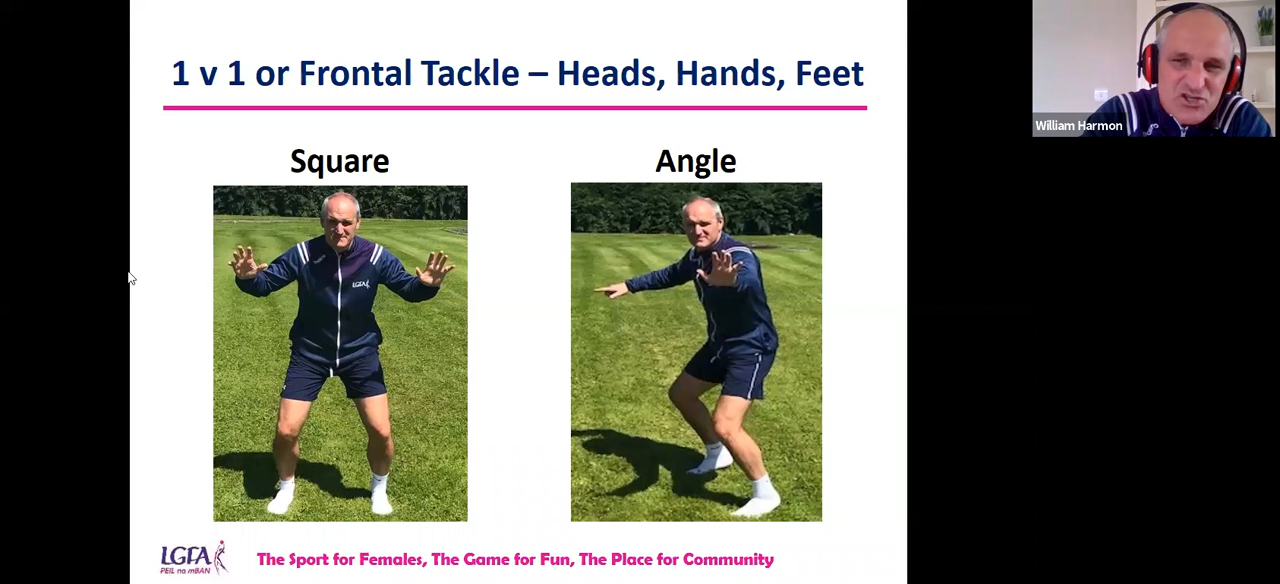 1 v 1 or Frontal Tackle – Heads, Hands, Feet
Square
Angle
LGFA
LGFA
PEIL na mBAN
The Sport for Females, The Game for Fun, The Place for Community
William Harmon